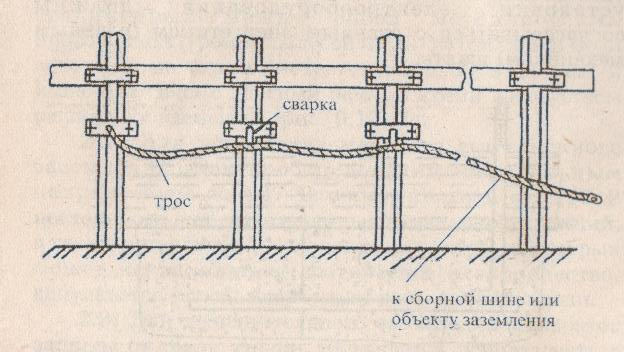 сварка
трос
к сборной шине или
объекту заземления